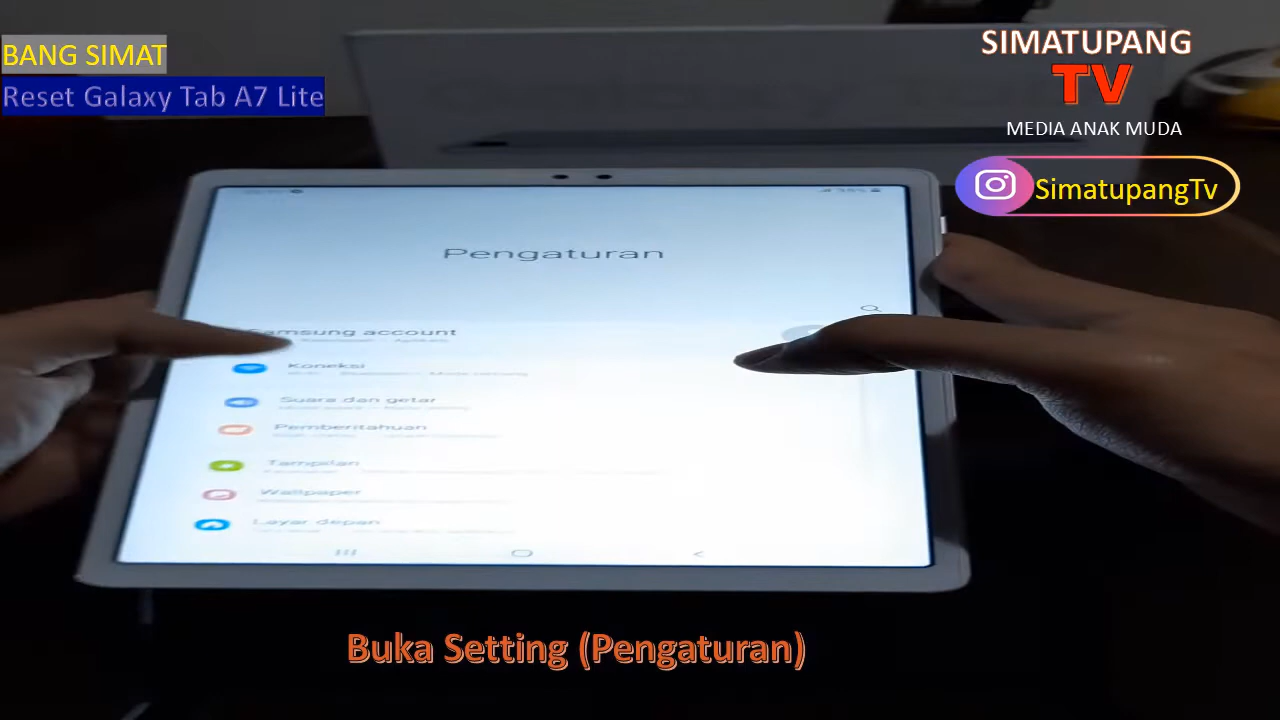 BANG SIMAT
Reset Galaxy Tab A7 Lite
SIMATUPANG
TV
MEDIA ANAK MUDA
SimatupangTv
Pengaturan
Samsung account
Koneksi
Suara dan getar
Pemberitahuan
Tampilan
Wallpaper
Layar depan
Buka Setting (Pengaturan)